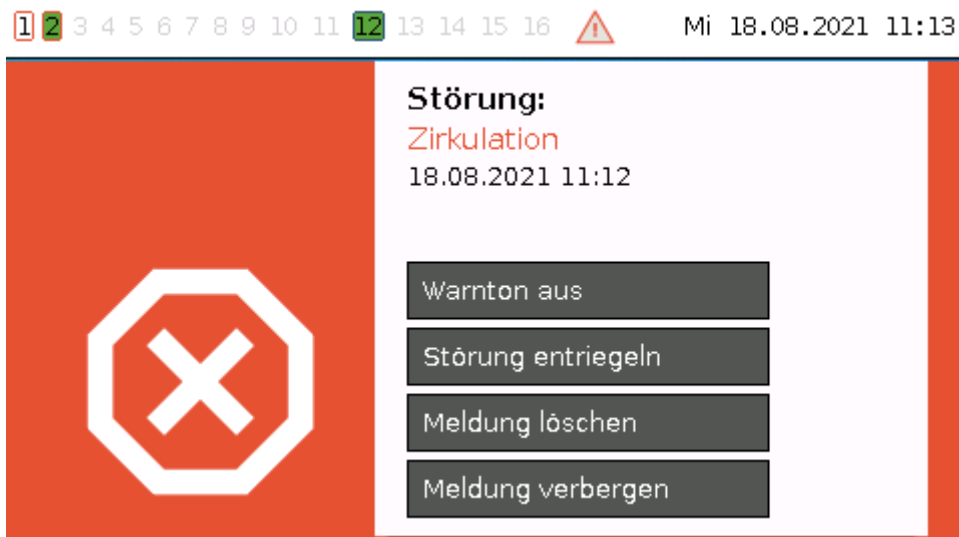 1 2 3 4 5 6 7 8 9 10 11 12 13 14 15 16 Mi 18.08.2021 11:13
Störung:
Zirkulation
18.08.2021 11:12
Warnton aus
Störung entriegeln
Meldung löschen
Meldung verbergen